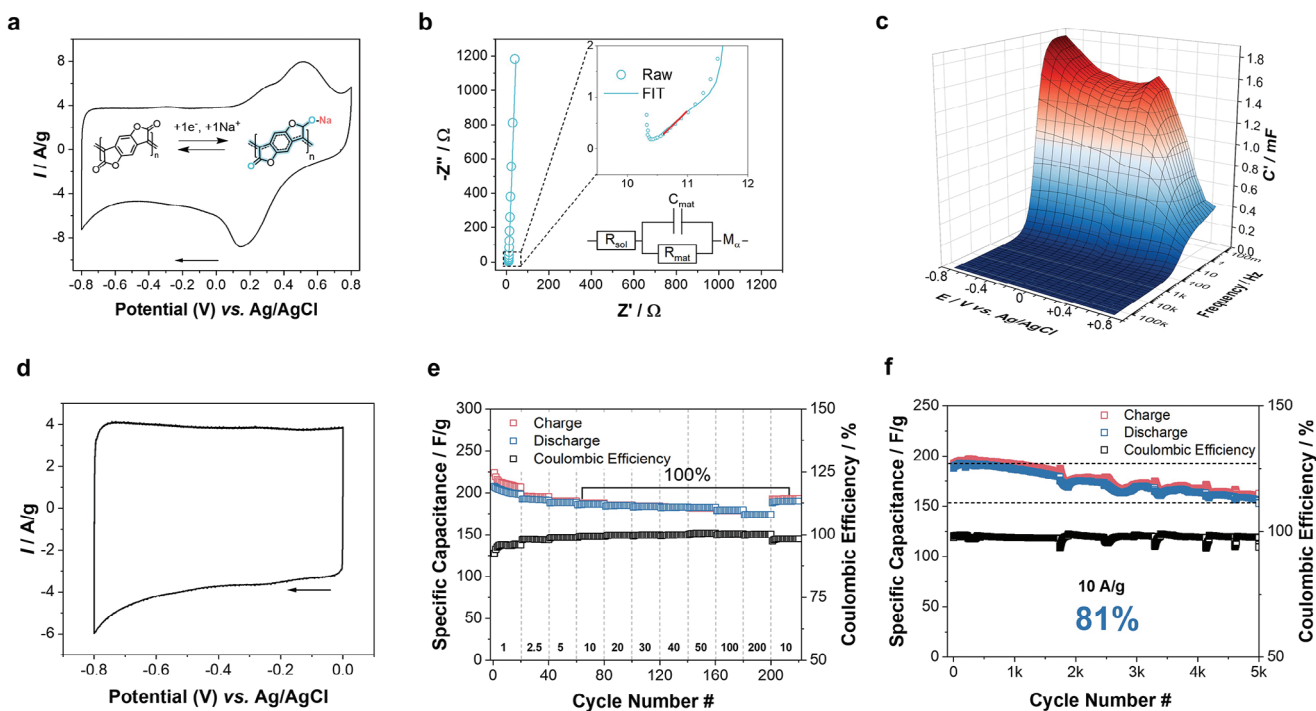 a
I / A/g
8
4
0
-4
-8
+1e⁻, +1Na⁺
O
O
O
O
n
O-Na
O
O
O
n
-0.8 -0.6 -0.4 -0.2 0.0 0.2 0.4 0.6 0.8
Potential (V) vs. Ag/AgCl
b
-Z" / Ω
1200
1000
800
600
400
200
0
Raw
FIT
2
1
0
10 11 12
C_mat
R_sol
R_mat
M_α
0 200 400 600 800 1000 1200
Z' / Ω
c
C' / mF
1.8
1.6
1.4
1.2
1.0
0.8
0.6
0.4
0.2
0.0
-0.8
-0.4
0
+0.4
+0.8
E / V vs. Ag/AgCl
100m
1
10
100
1k
10k
100k
Frequency / Hz
d
I / A/g
4
2
0
-2
-4
-6
-0.8 -0.6 -0.4 -0.2 0.0
Potential (V) vs. Ag/AgCl
e
Specific Capacitance / F/g
300
250
200
150
100
50
0
Charge
Discharge
Coulombic Efficiency
100%
1 2.5 5 10 20 30 40 50 100 200 10
0 40 80 120 160 200
Cycle Number #
150
125
100
75
50
Coulombic Efficiency / %
f
Specific Capacitance / F/g
250
200
150
100
50
0
Charge
Discharge
Coulombic Efficiency
10 A/g
81%
0 1k 2k 3k 4k 5k
Cycle Number #
150
100
50
Coulombic Efficiency / %